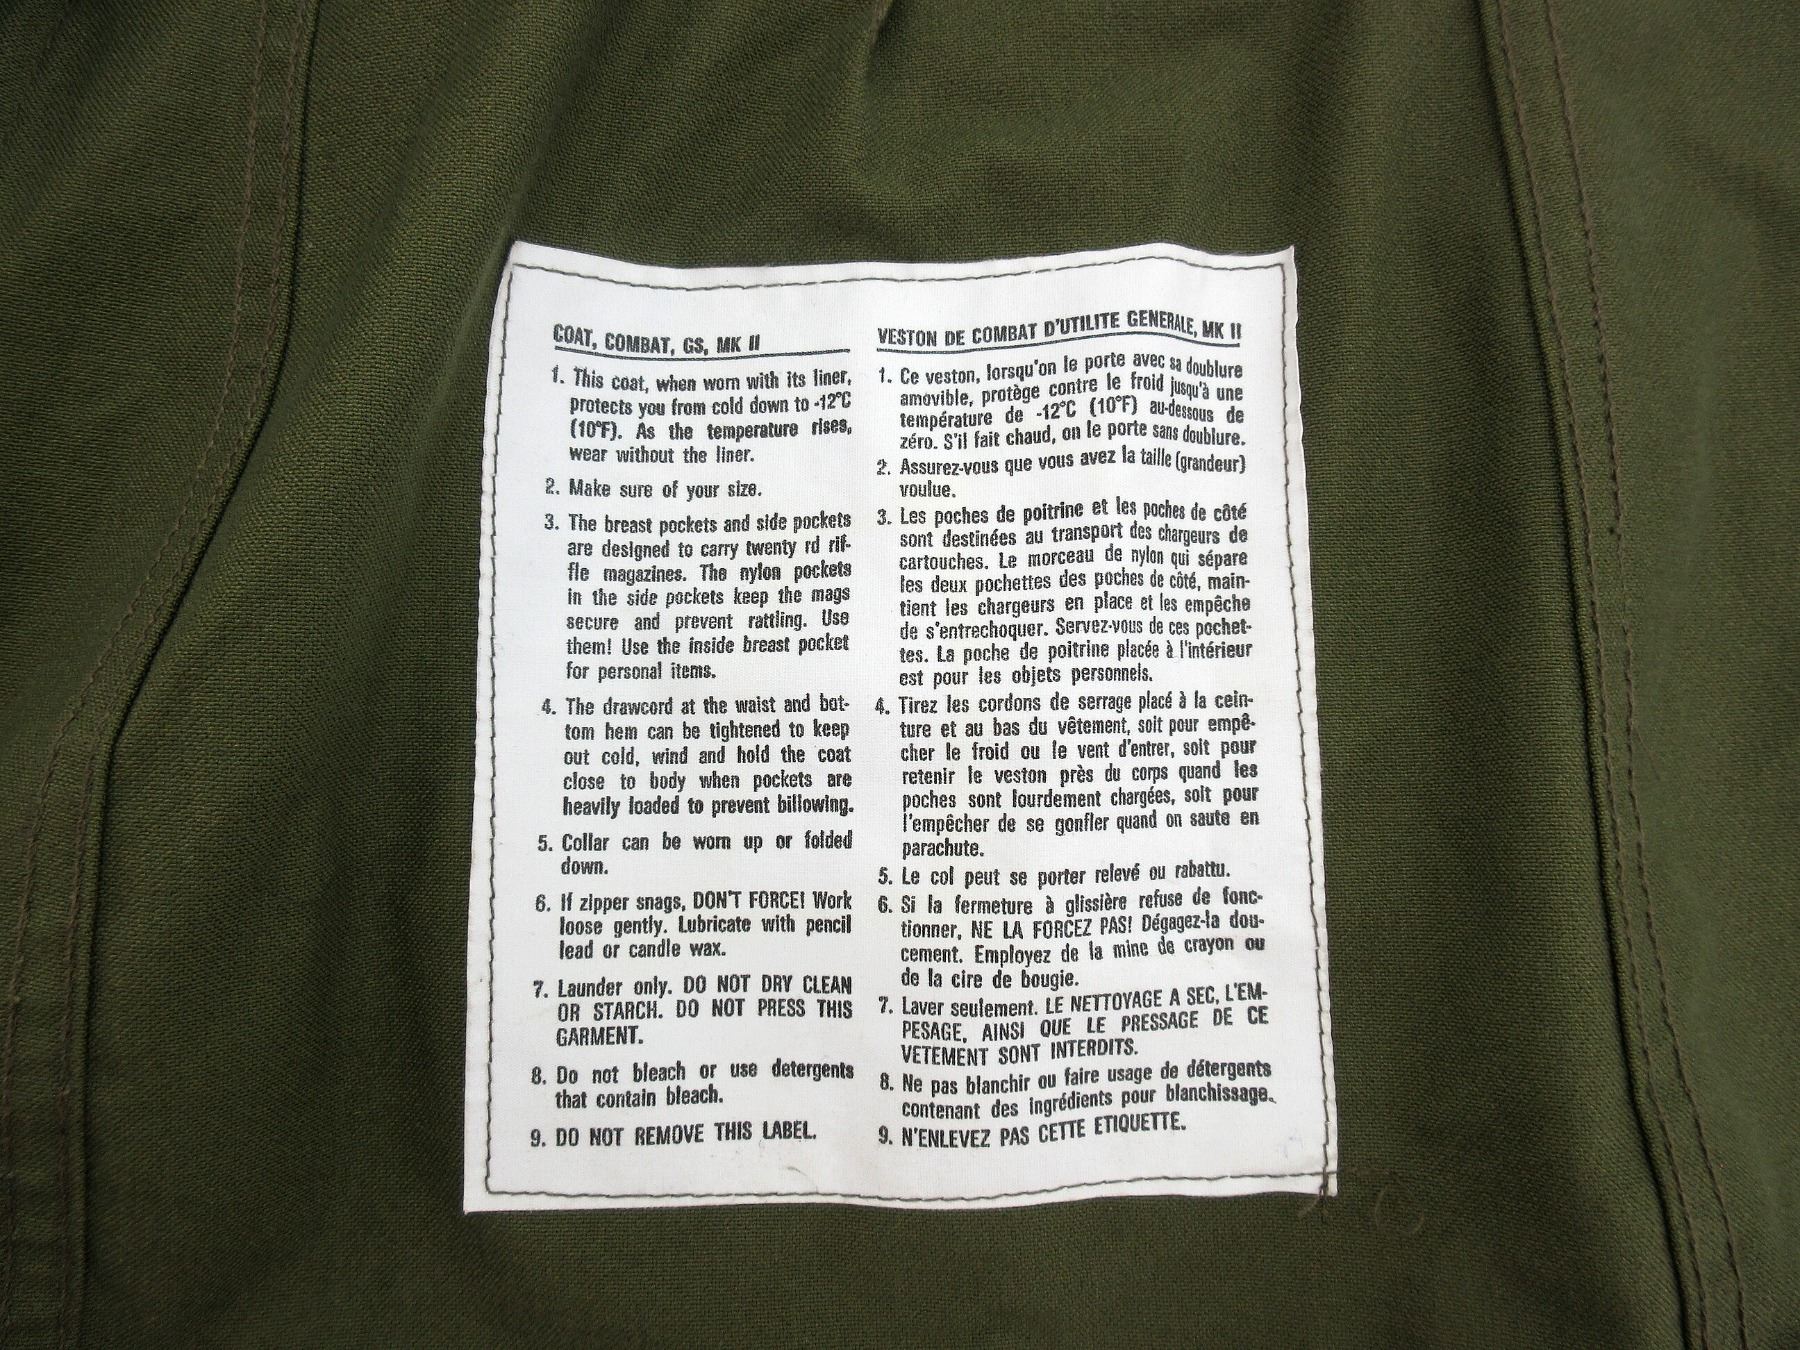 COAT, COMBAT, GS, MK II
1. This coat, when worn with its liner,
protects you from cold down to -12°C
(10°F). As the temperature rises,
wear without the liner.
2. Make sure of your size.
3. The breast pockets and side pockets
are designed to carry twenty rd rif-
fle magazines. The nylon pockets
in the side pockets keep the mags
secure and prevent rattling. Use
them! Use the inside breast pocket
for personal items.
4. The drawcord at the waist and bot-
tom hem can be tightened to keep
out cold, wind and hold the coat
close to body when pockets are
heavily loaded to prevent billowing.
5. Collar can be worn up or folded
down.
6. If zipper snags, DON'T FORCE! Work
loose gently. Lubricate with pencil
lead or candle wax.
7. Launder only. DO NOT DRY CLEAN
OR STARCH. DO NOT PRESS THIS
GARMENT.
8. Do not bleach or use detergents
that contain bleach.
9. DO NOT REMOVE THIS LABEL.
VESTON DE COMBAT D'UTILITE GENERALE, MK II
1. Ce veston, lorsqu'on le porte avec sa doublure
amovible, protège contre le froid jusqu'à une
température de -12°C (10°F) au-dessous de
zéro. S'il fait chaud, on le porte sans doublure.
2. Assurez-vous que vous avez la taille (grandeur)
voulue.
3. Les poches de poitrine et les poches de côté
sont destinées au transport des chargeurs de
cartouches. Le morceau de nylon qui sépare
les deux pochettes des poches de côté, main-
tient les chargeurs en place et les empêche
de s'entrechoquer. Servez-vous de ces pochet-
tes. La poche de poitrine placée à l'intérieur
est pour les objets personnels.
4. Tirez les cordons de serrage placé à la cein-
ture et au bas du vêtement, soit pour empê-
cher le froid ou le vent d'entrer, soit pour
retenir le veston près du corps quand les
poches sont lourdement chargées, soit pour
l'empêcher de se gonfler quand on saute en
parachute.
5. Le col peut se porter relevé ou rabattu.
6. Si la fermeture à glissière refuse de fonc-
tionner, NE LA FORCEZ PAS! Dégagez-la dou-
cement. Employez de la mine de crayon ou
de la cire de bougie.
7. Laver seulement. LE NETTOYAGE A SEC, L'EM-
PESAGE, AINSI QUE LE PRESSAGE DE CE
VETEMENT SONT INTERDITS.
8. Ne pas blanchir ou faire usage de détergents
contenant des ingrédients pour blanchissage.
9. N'ENLEVEZ PAS CETTE ETIQUETTE.